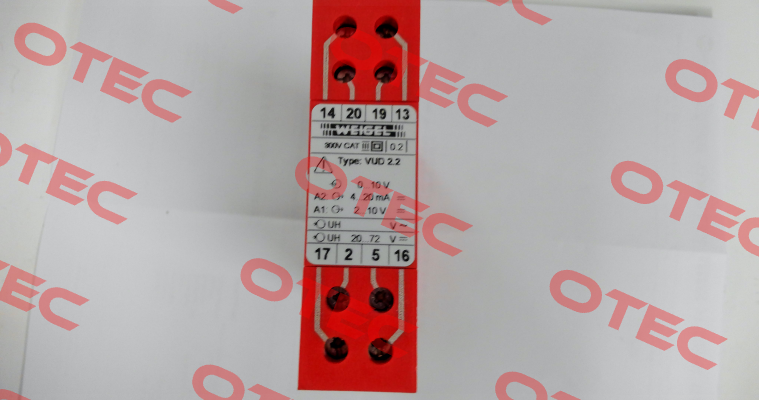 14 20 19 13
WEIGEL
300V CAT III 0.2
Type: VUD 2.2
0...10 V
A2: 4...20 mA
A1: 2...10 V
UH V
UH 20...72 V
17 2 5 16
OTEC
OTEC
OTEC
OTEC
OTEC
OTEC
OTEC
OTEC
OTEC
OTEC
OTEC